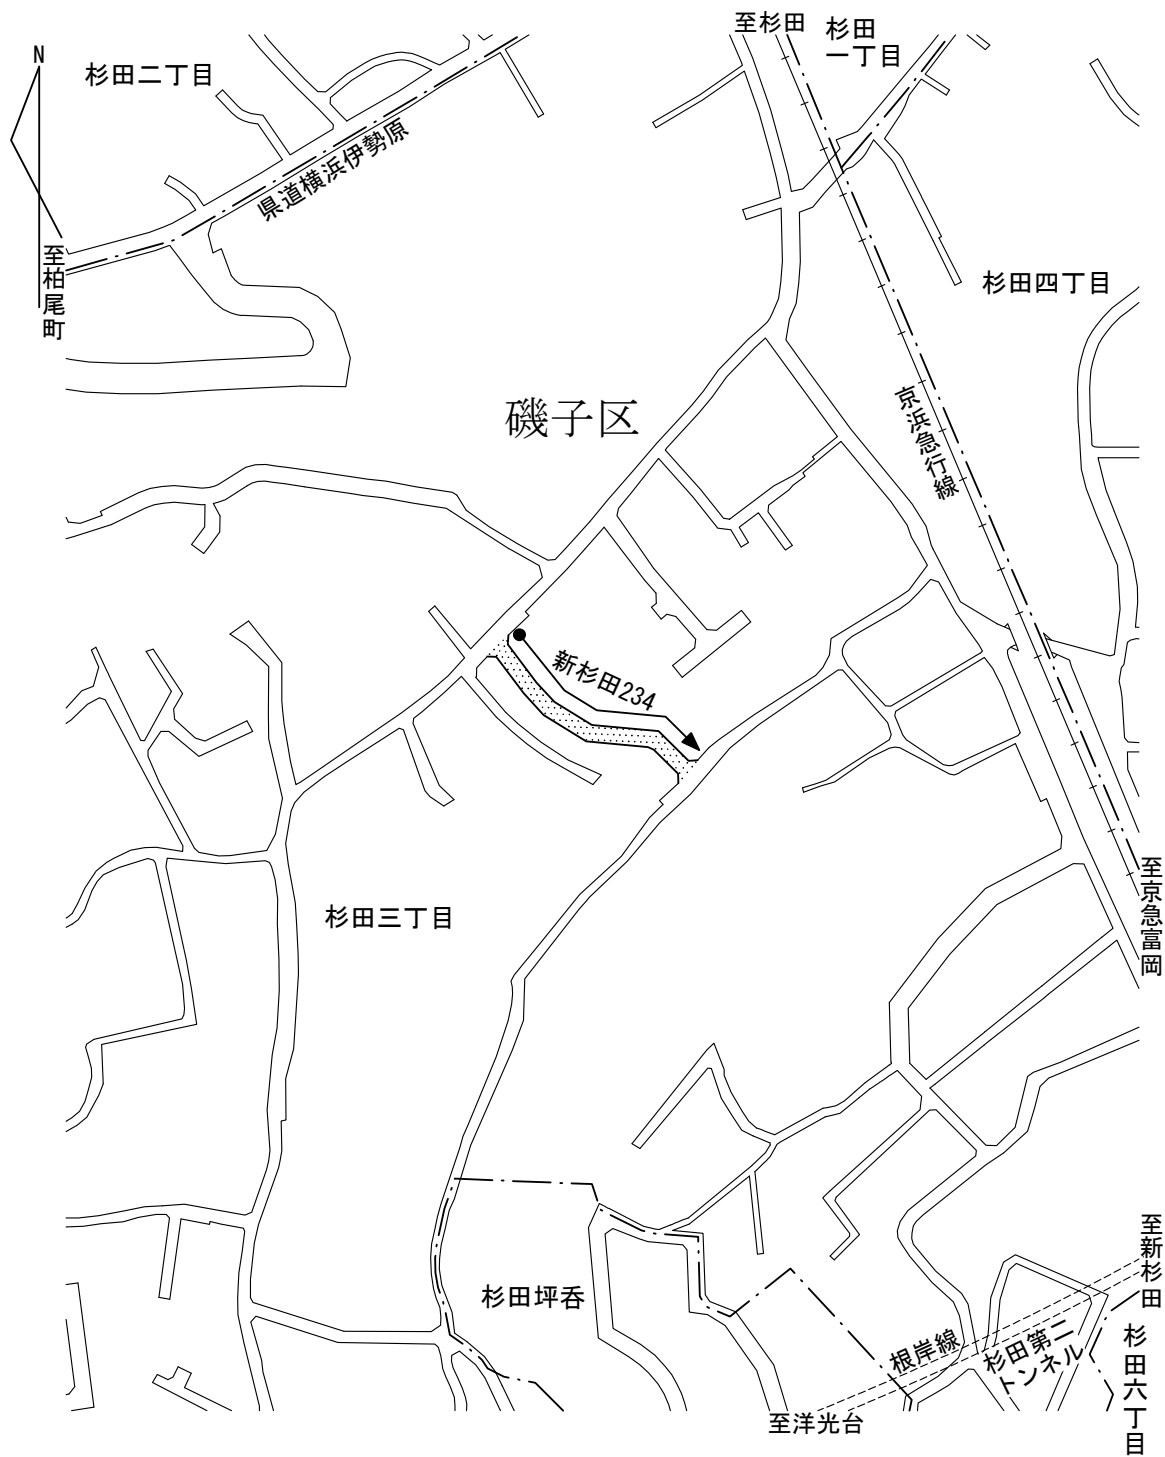 至杉田
杉田
一丁目
N
杉田二丁目
県道横浜伊勢原
至柏尾町
杉田四丁目
磯子区
京浜急行線
新杉田234
至京急富岡
杉田三丁目
至新杉田
杉田坪呑
根岸線
杉田第二
トンネル
杉田六丁目
至洋光台